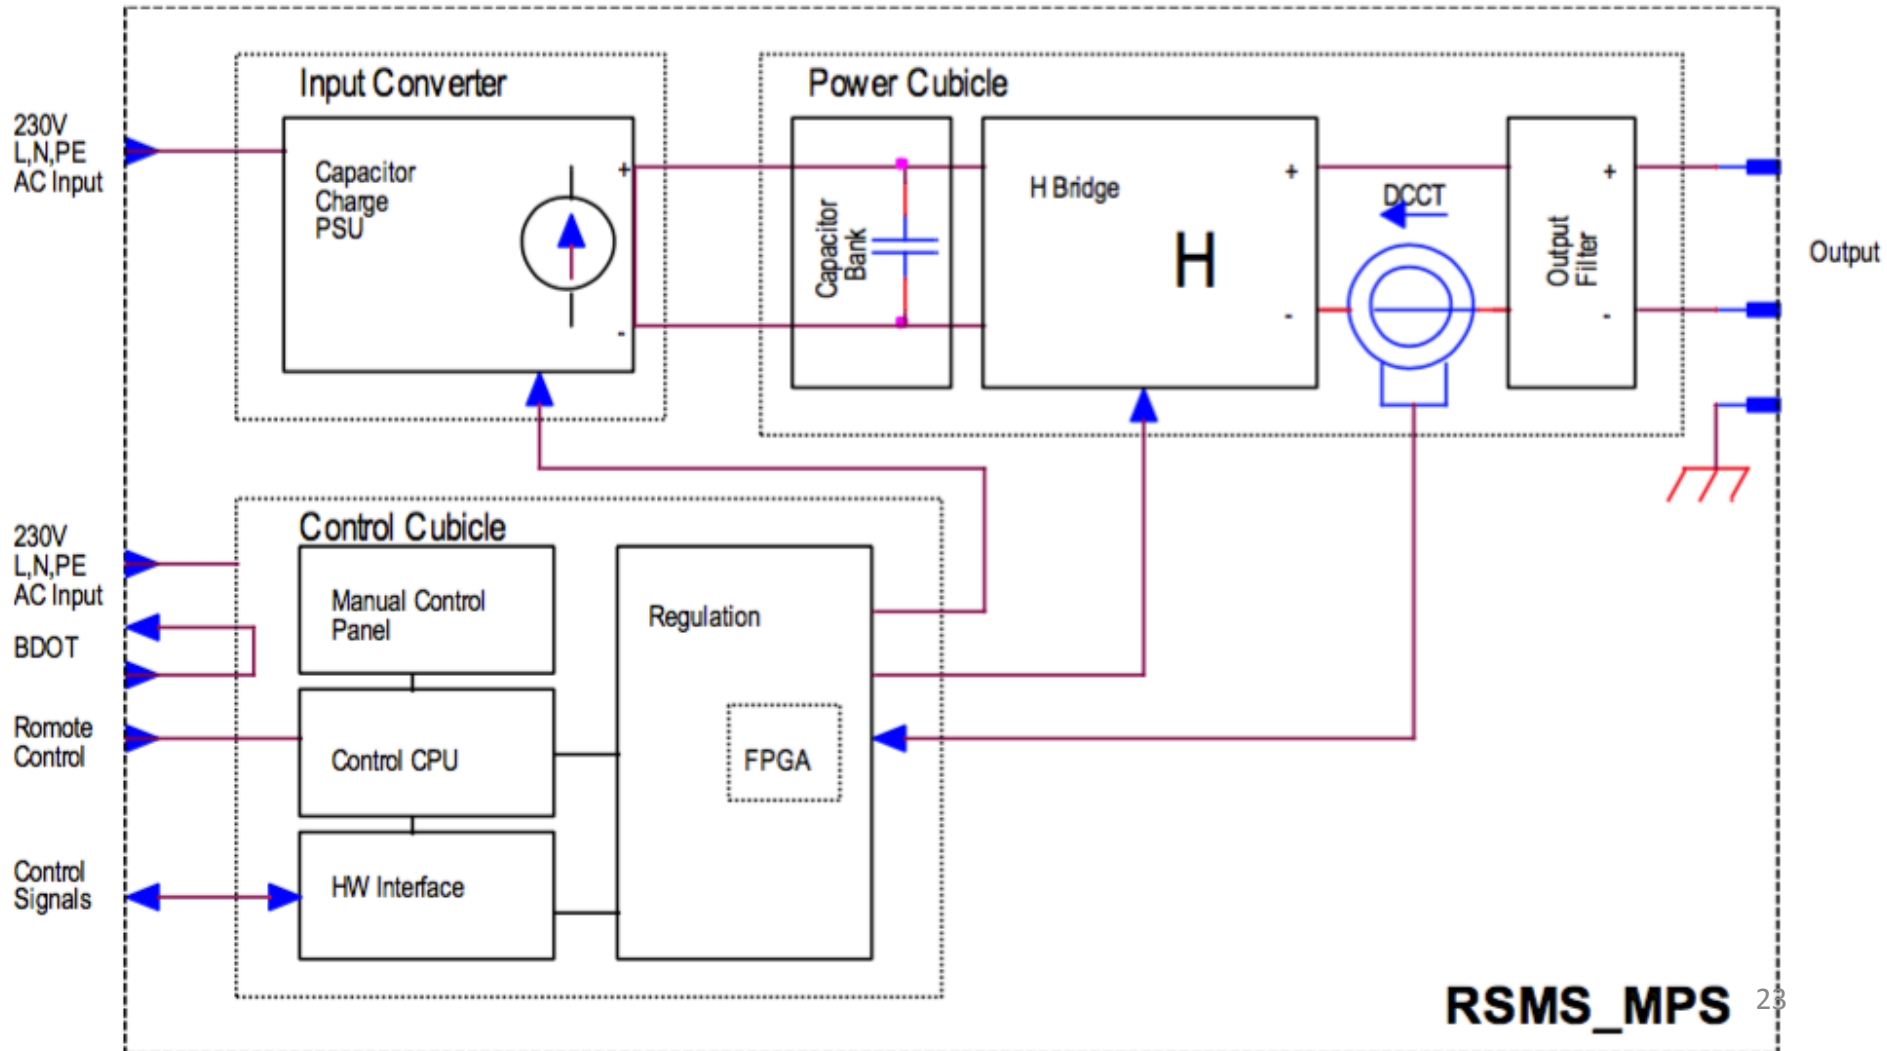 Input Converter
Power Cubicle
230V
L,N,PE
AC Input
Capacitor
Charge
PSU
+
-
Capacitor
Bank
H Bridge
H
+
-
DCCT
Output
Filter
+
-
Output
Control Cubicle
230V
L,N,PE
AC Input
BDOT
Romote
Control
Control
Signals
Manual Control
Panel
Control CPU
HW Interface
Regulation
FPGA
RSMS_MPS
23